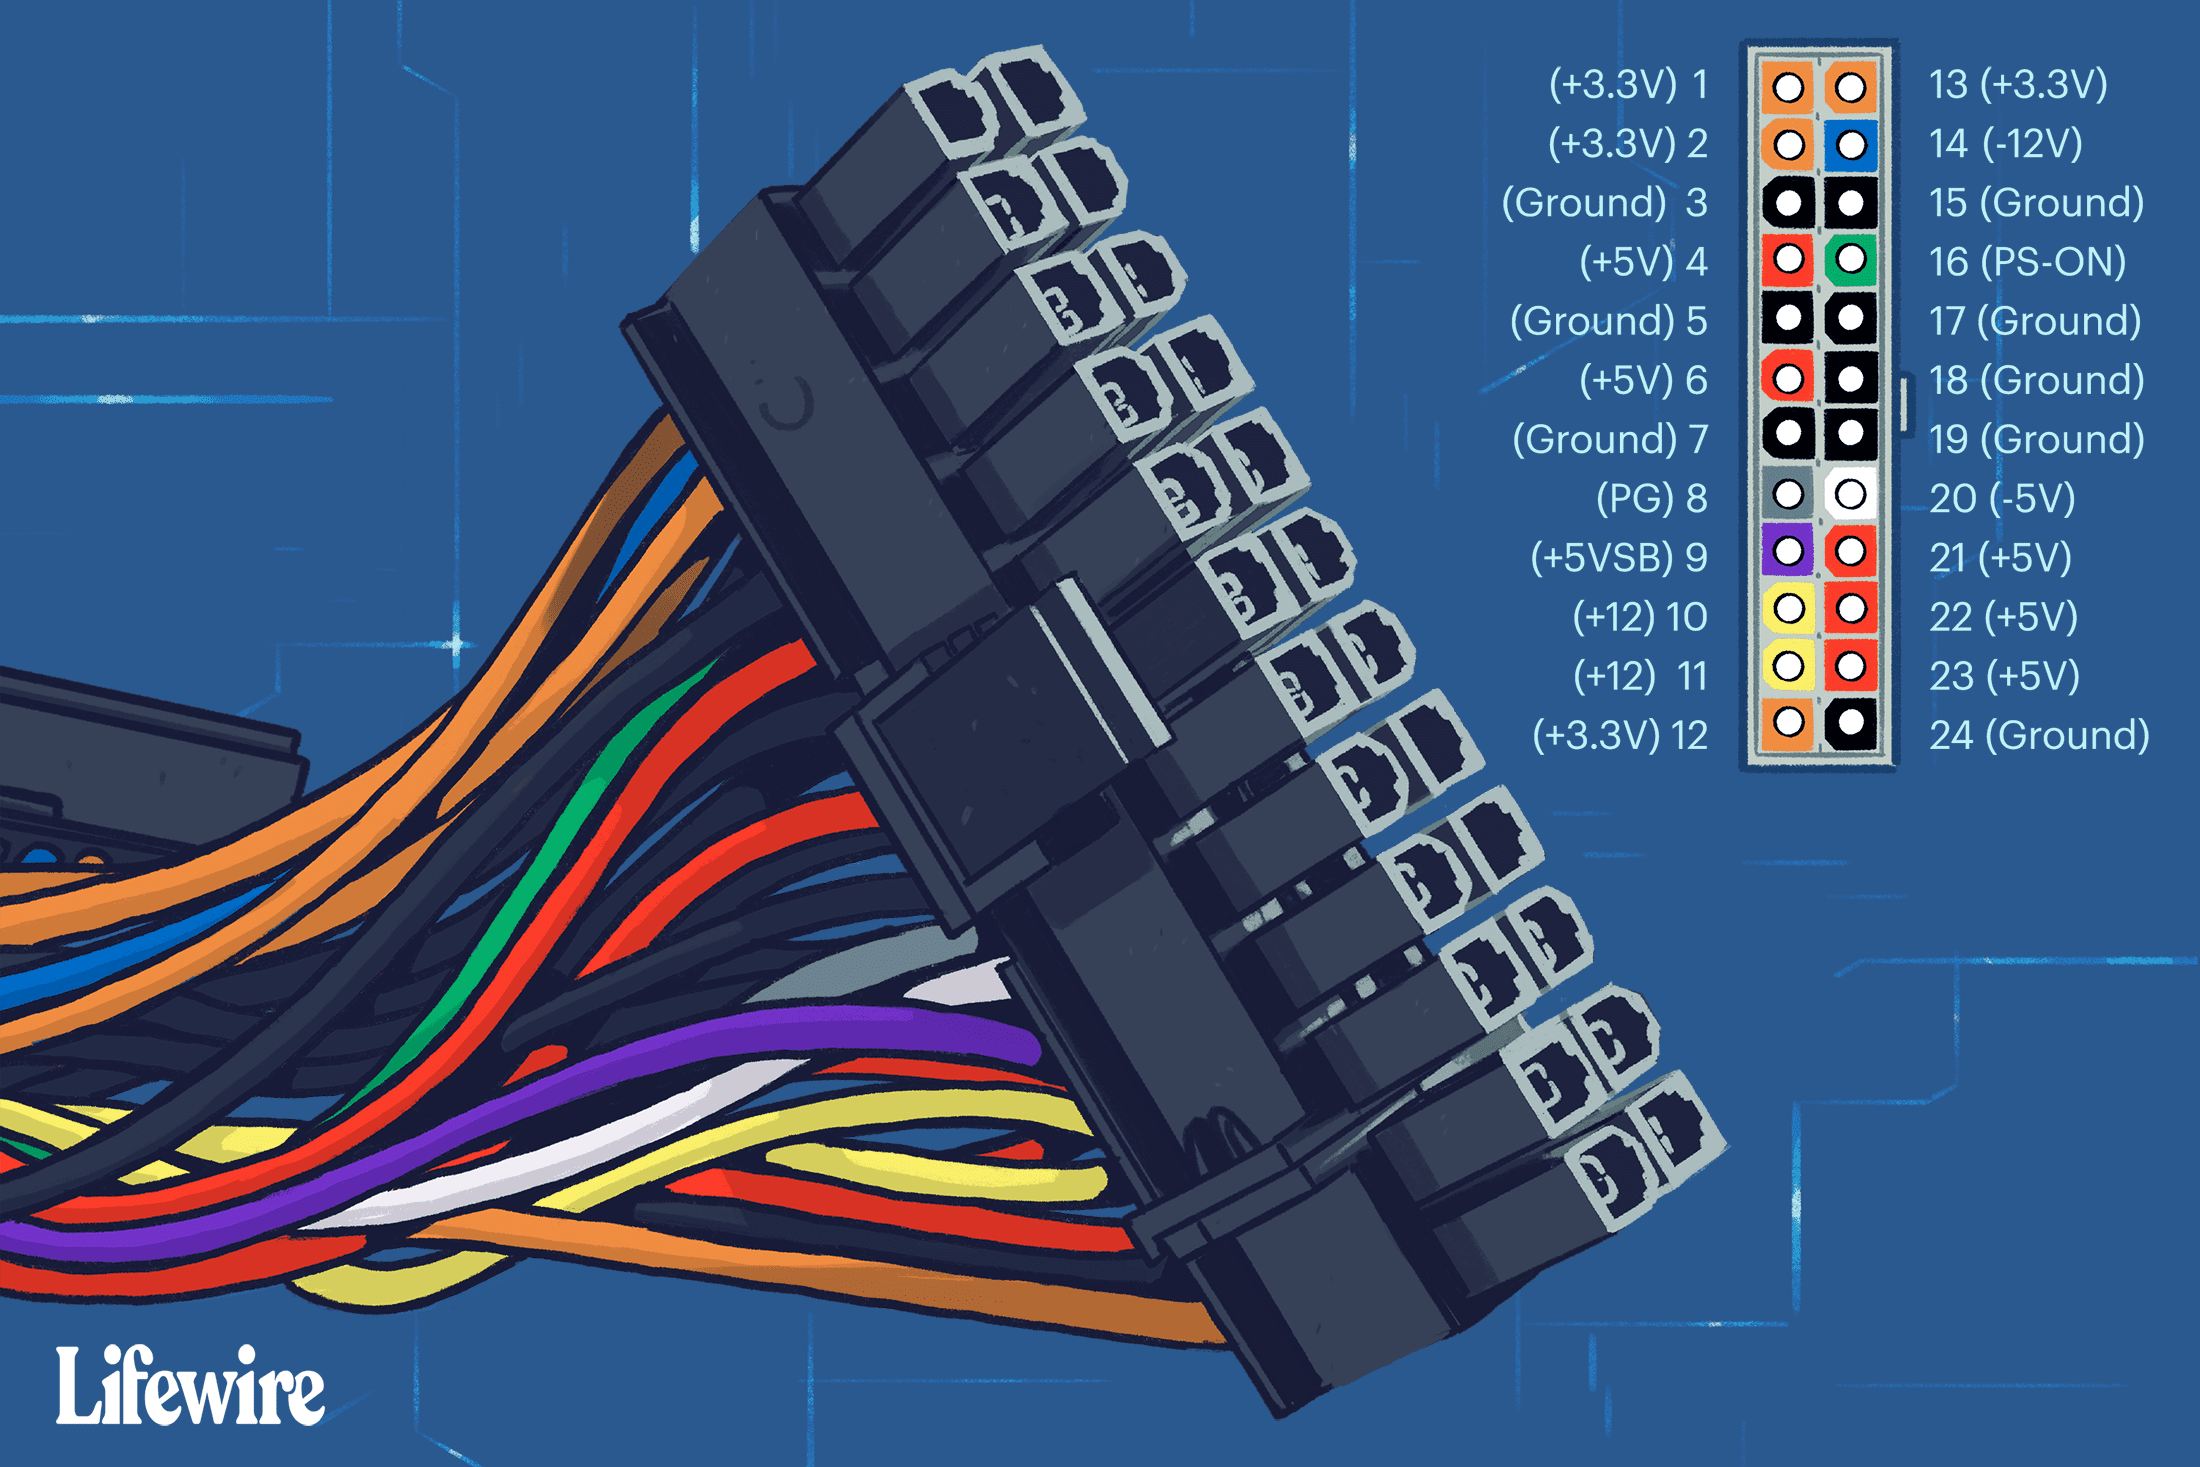 (+3.3V) 1 13 (+3.3V)
(+3.3V) 2 14 (-12V)
(Ground) 3 15 (Ground)
(+5V) 4 16 (PS-ON)
(Ground) 5 17 (Ground)
(+5V) 6 18 (Ground)
(Ground) 7 19 (Ground)
(PG) 8 20 (-5V)
(+5VSB) 9 21 (+5V)
(+12) 10 22 (+5V)
(+12) 11 23 (+5V)
(+3.3V) 12 24 (Ground)
Lifewire